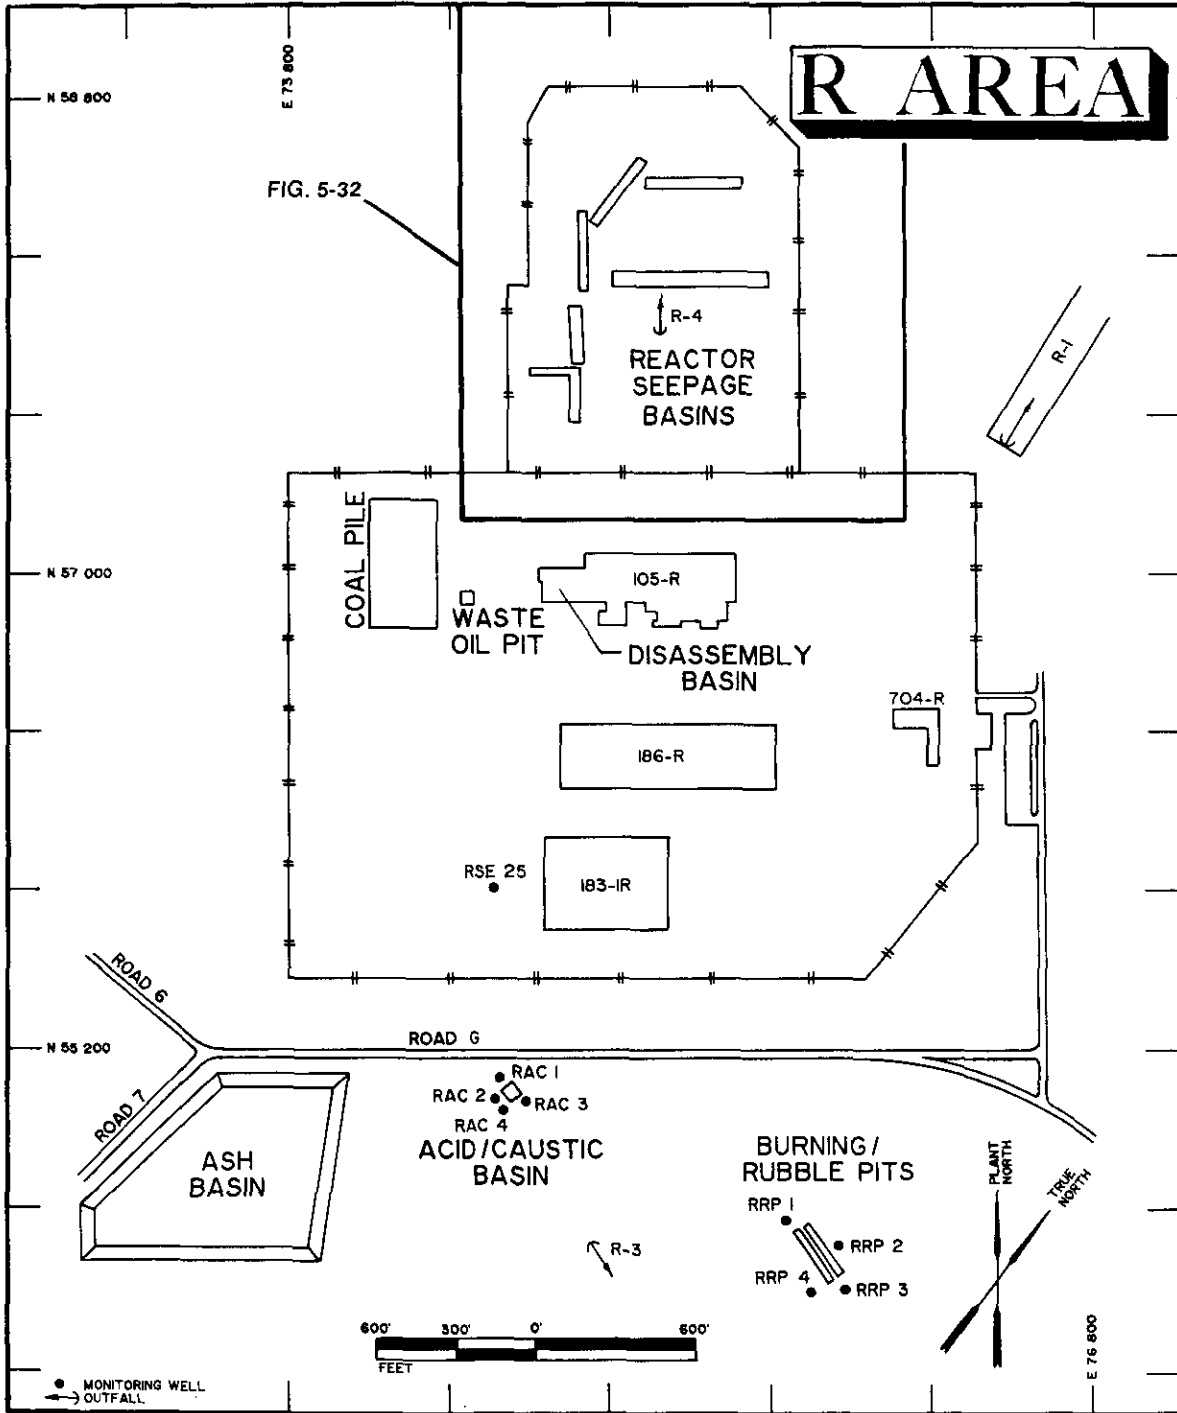 E 73 800
R AREA
N 58 800
FIG. 5-32
R-4
REACTOR
SEEPAGE
BASINS
R-1
COAL PILE
N 57 000
105-R
WASTE
OIL PIT
DISASSEMBLY
BASIN
704-R
186-R
RSE 25
183-1R
ROAD 6
N 55 200
ROAD G
ROAD 7
RAC 1
RAC 2
RAC 3
RAC 4
ACID/CAUSTIC
BASIN
ASH
BASIN
BURNING/
RUBBLE PITS
PLANT
NORTH
TRUE
NORTH
RRP 1
RRP 2
RRP 4
RRP 3
R-3
600' 300' 0' 600'
FEET
E 76 800
MONITORING WELL
OUTFALL